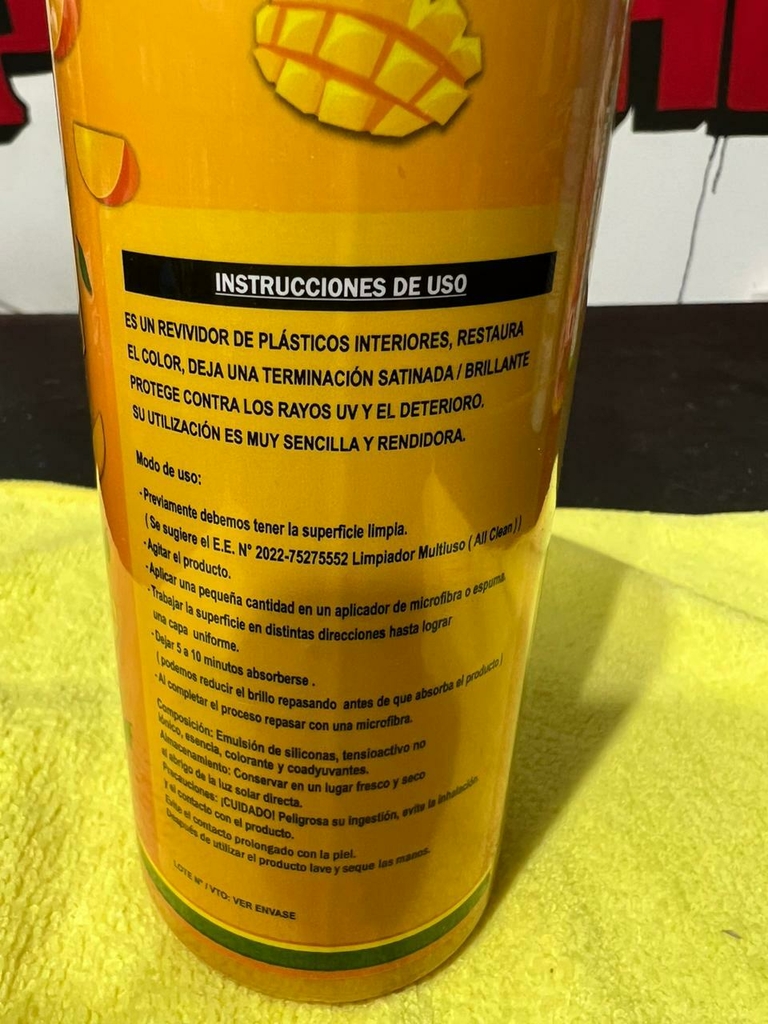 INSTRUCCIONES DE USO
ES UN REVIVIDOR DE PLÁSTICOS INTERIORES, RESTAURA
EL COLOR, DEJA UNA TERMINACIÓN SATINADA / BRILLANTE
PROTEGE CONTRA LOS RAYOS UV Y EL DETERIORO.
SU UTILIZACIÓN ES MUY SENCILLA Y RENDIDORA.
Modo de uso:
-Previamente debemos tener la superficie limpia.
( Se sugiere el E.E. N° 2022-75275552 Limpiador Multiuso ( All Clean ))
-Agitar el producto.
-Aplicar una pequeña cantidad en un aplicador de microfibra o espuma.
-Trabajar la superficie en distintas direcciones hasta lograr
una capa uniforme.
-Dejar 5 a 10 minutos absorberse .
( podemos reducir el brillo repasando antes de que absorba el producto )
-Al completar el proceso repasar con una microfibra.
Composición: Emulsión de siliconas, tensioactivo no
iónico, esencia, colorante y coadyuvantes.
Almacenamiento: Conservar en un lugar fresco y seco
al abrigo de la luz solar directa.
Precauciones: ¡CUIDADO! Peligrosa su ingestión, evite la inhalación,
y el contacto con el producto.
Evite el contacto prolongado con la piel.
Después de utilizar el producto lave y seque las manos.
LOTE N° / VTO: VER ENVASE